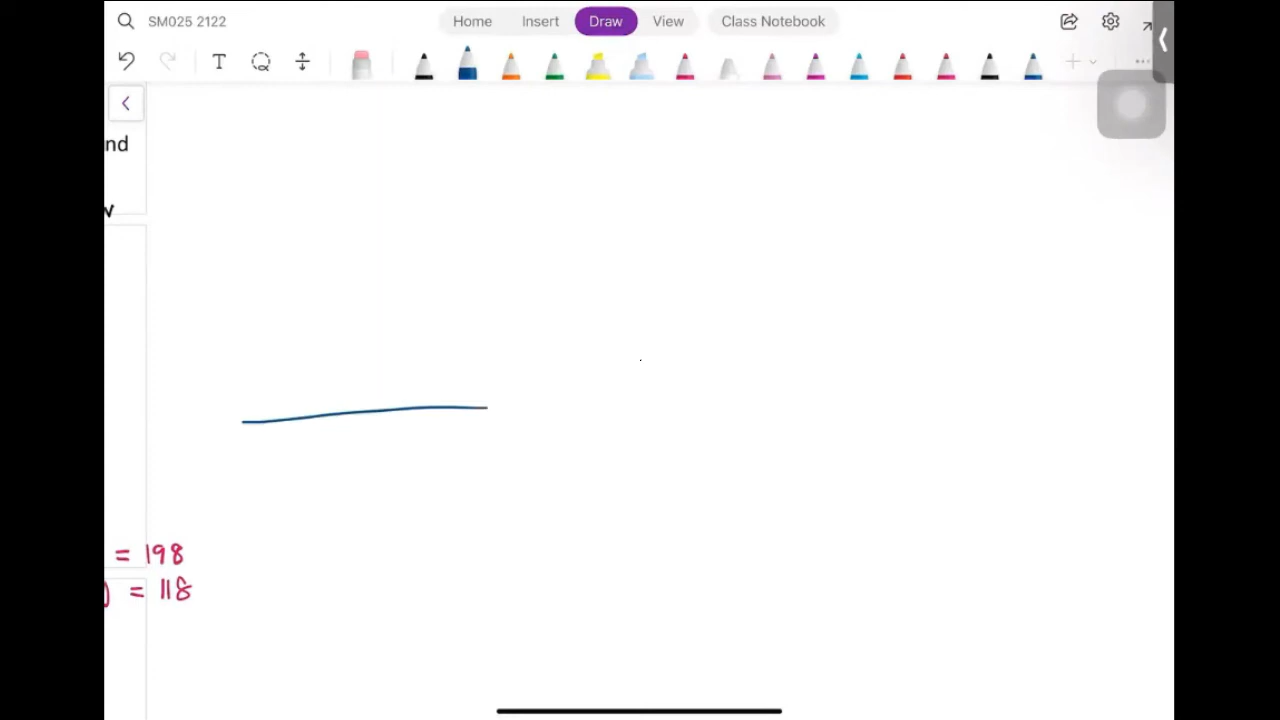 SM025 2122
Home Insert Draw View Class Notebook
T
nd
= 198
) = 118